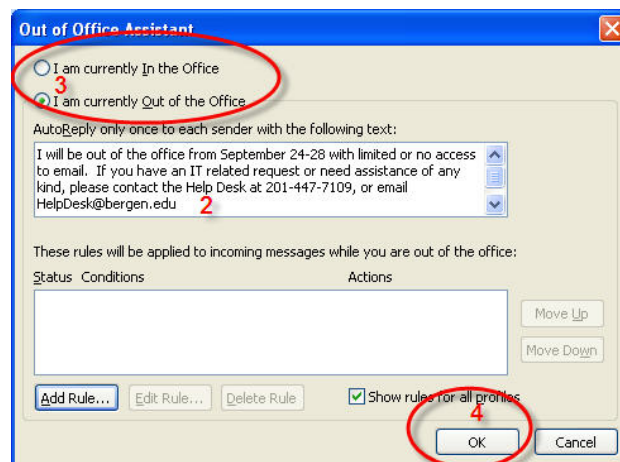 Out of Office Assistant
I am currently In the Office
3
I am currently Out of the Office
AutoReply only once to each sender with the following text:
I will be out of the office from September 24-28 with limited or no access
to email. If you have an IT related request or need assistance of any
kind, please contact the Help Desk at 201-447-7109, or email
HelpDesk@bergen.edu
2
These rules will be applied to incoming messages while you are out of the office:
Status Conditions Actions
Move Up
Move Down
Add Rule... Edit Rule... Delete Rule Show rules for all profiles
4
OK Cancel